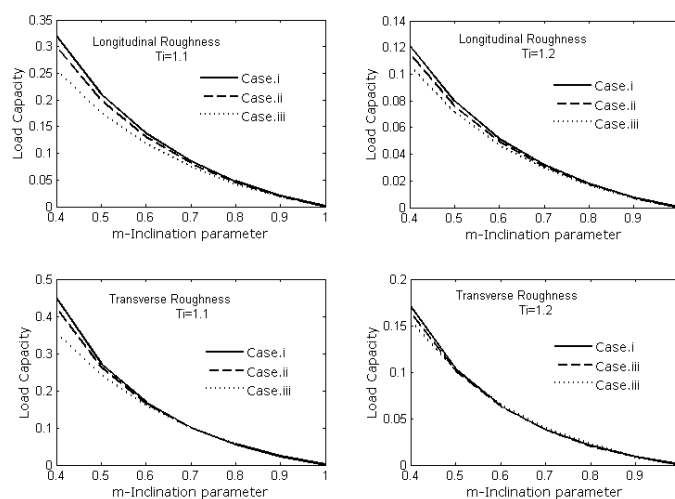 0.35
0.3
0.25
0.2
0.15
0.1
0.05
0
Load Capacity
Longitudinal Roughness
Ti=1.1
Case.i
Case.ii
Case.iii
0.4 0.5 0.6 0.7 0.8 0.9 1
m-Inclination parameter
0.14
0.12
0.10
0.08
0.06
0.04
0.02
0
Load Capacity
Longitudinal Roughness
Ti=1.2
Case.i
Case.ii
Case.iii
0.4 0.5 0.6 0.7 0.8 0.9
m-Inclination parameter
0.5
0.4
0.3
0.2
0.1
0
Load Capacity
Transverse Roughness
Ti=1.1
Case.i
Case.ii
Case.iii
0.4 0.5 0.6 0.7 0.8 0.9 1
m-Inclination parameter
0.2
0.15
0.1
0.05
0
Load Capacity
Transverse Roughness
Ti=1.2
Case.i
Case.iii
Case.iii
0.4 0.5 0.6 0.7 0.8 0.9
m-Inclination parameter